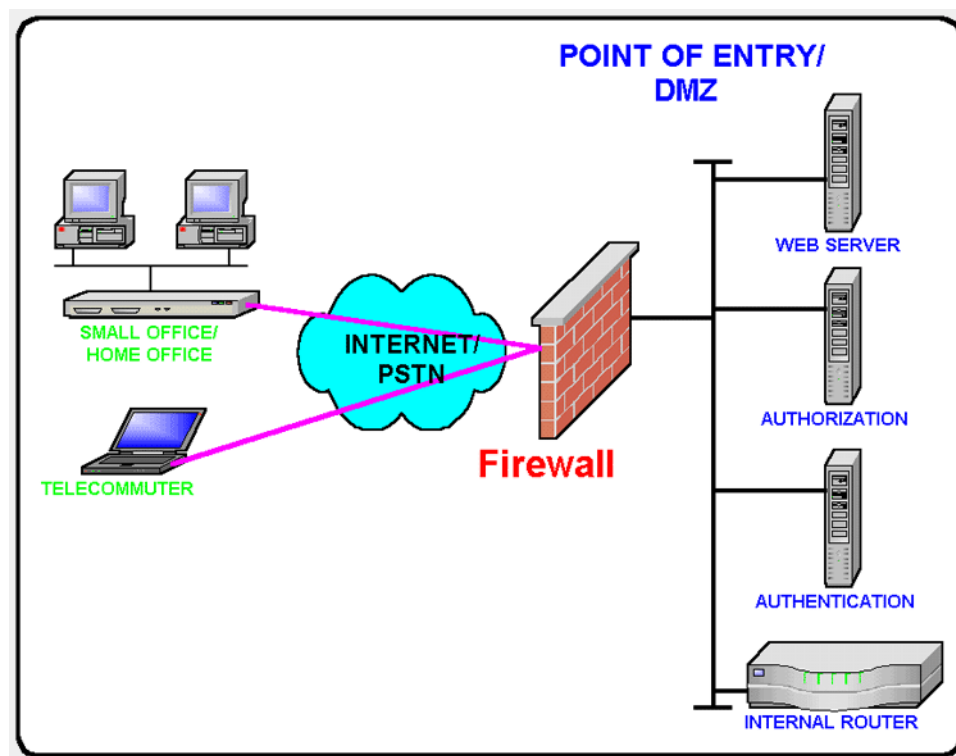 POINT OF ENTRY/
DMZ
WEB SERVER
SMALL OFFICE/
HOME OFFICE
INTERNET/
PSTN
AUTHORIZATION
Firewall
TELECOMMUTER
AUTHENTICATION
INTERNAL ROUTER